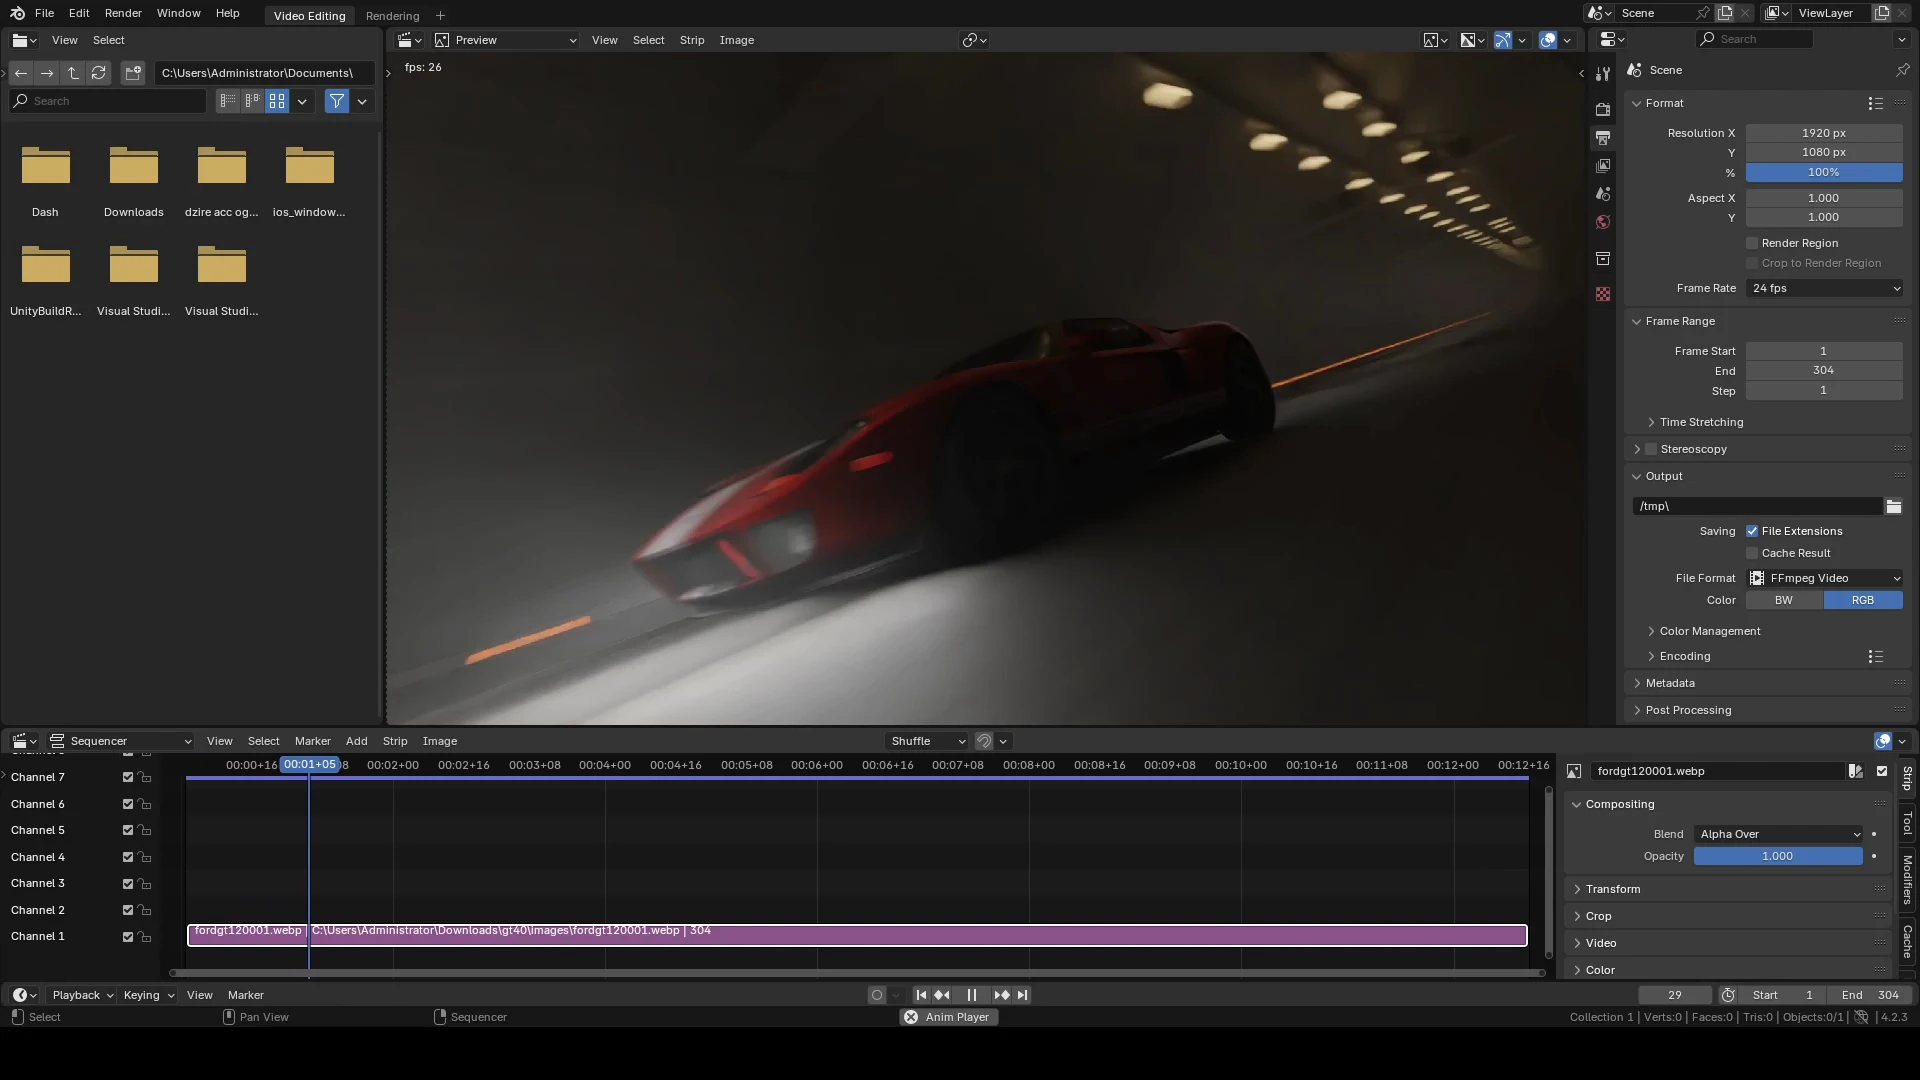 File Edit Render Window Help Video Editing Rendering + Scene ViewLayer
View Select
Preview View Select Strip Image
Search
C:\Users\Administrator\Documents\
Search
fps: 26
Dash Downloads dzire acc og... ios_window...
UnityBuildR... Visual Studi... Visual Studi...
Scene
Format
Resolution X 1920 px
Y 1080 px
% 100%
Aspect X 1.000
Y 1.000
Render Region
Crop to Render Region
Frame Rate 24 fps
Frame Range
Frame Start 1
End 304
Step 1
Time Stretching
Stereoscopy
Output
/tmp\
Saving File Extensions
Cache Result
File Format FFmpeg Video
Color BW RGB
Color Management
Encoding
Metadata
Post Processing
Sequencer View Select Marker Add Strip Image Shuffle
00:00+16 00:01+05 8 00:02+00 00:02+16 00:03+08 00:04+00 00:04+16 00:05+08 00:06+00 00:06+16 00:07+08 00:08+00 00:08+16 00:09+08 00:10+00 00:10+16 00:11+08 00:12+00 00:12+16
Channel 7
Channel 6
Channel 5
Channel 4
Channel 3
Channel 2
Channel 1
fordgt120001.webp | C:\Users\Administrator\Downloads\gt40\images\fordgt120001.webp | 304
fordgt120001.webp
Compositing
Blend Alpha Over
Opacity 1.000
Transform
Crop
Video
Color
Strip
Tool
Modifiers
Cache
Playback Keying View Marker 29 Start 1 End 304
Select Pan View Sequencer Anim Player Collection 1 | Verts:0 | Faces:0 | Tris:0 | Objects:0/1 | 4.2.3